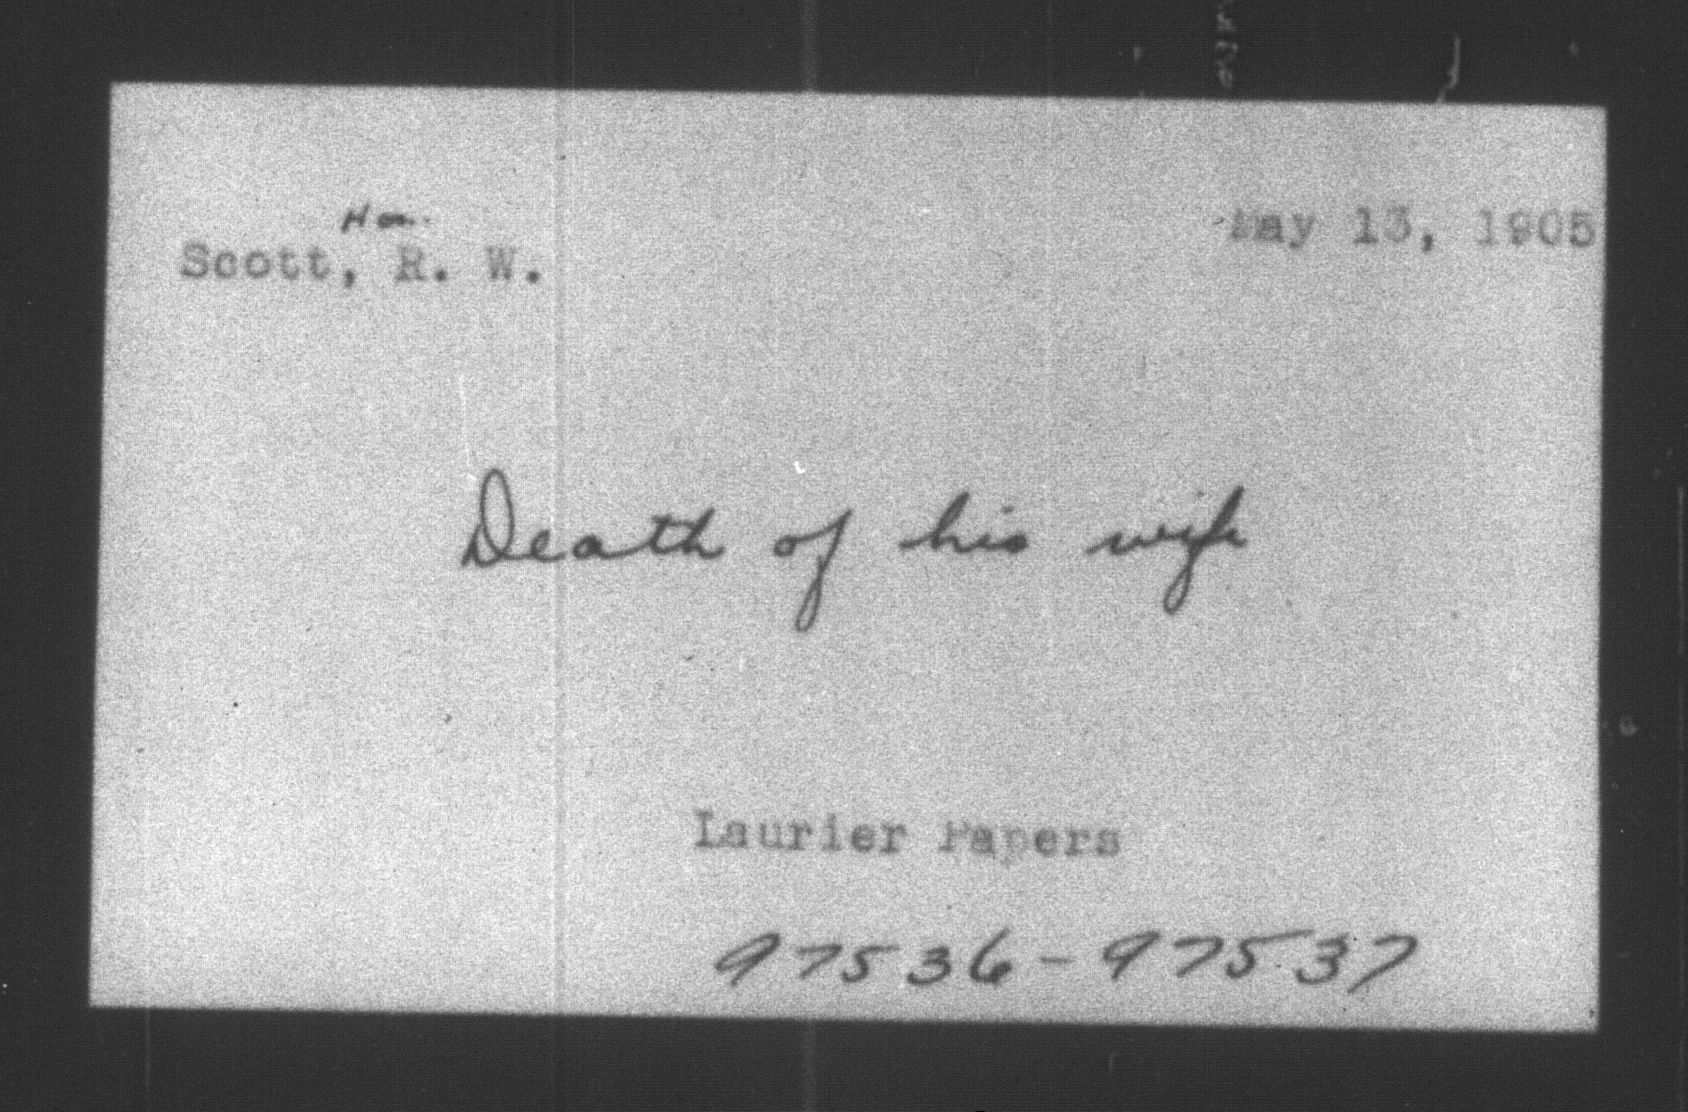 Hon.
Scott, R. W.
May 13, 1905
Death of his wife
Laurier Papers
97536-97537